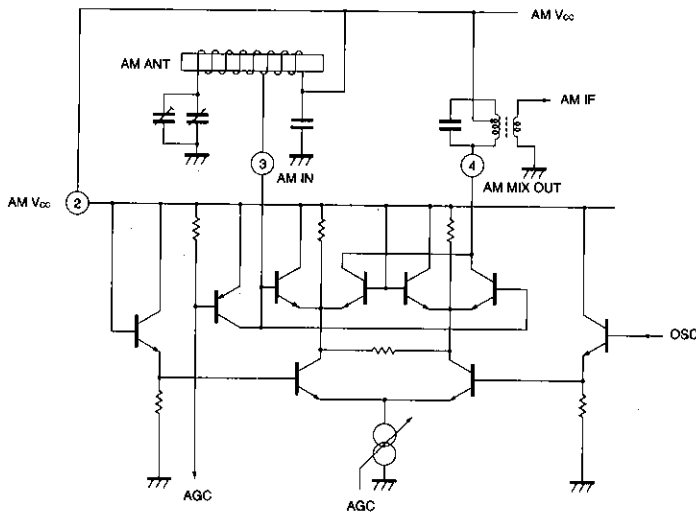 AM Vcc
AM ANT
AM IF
3
AM IN
4
AM MIX OUT
AM Vcc
2
OSC
AGC
AGC